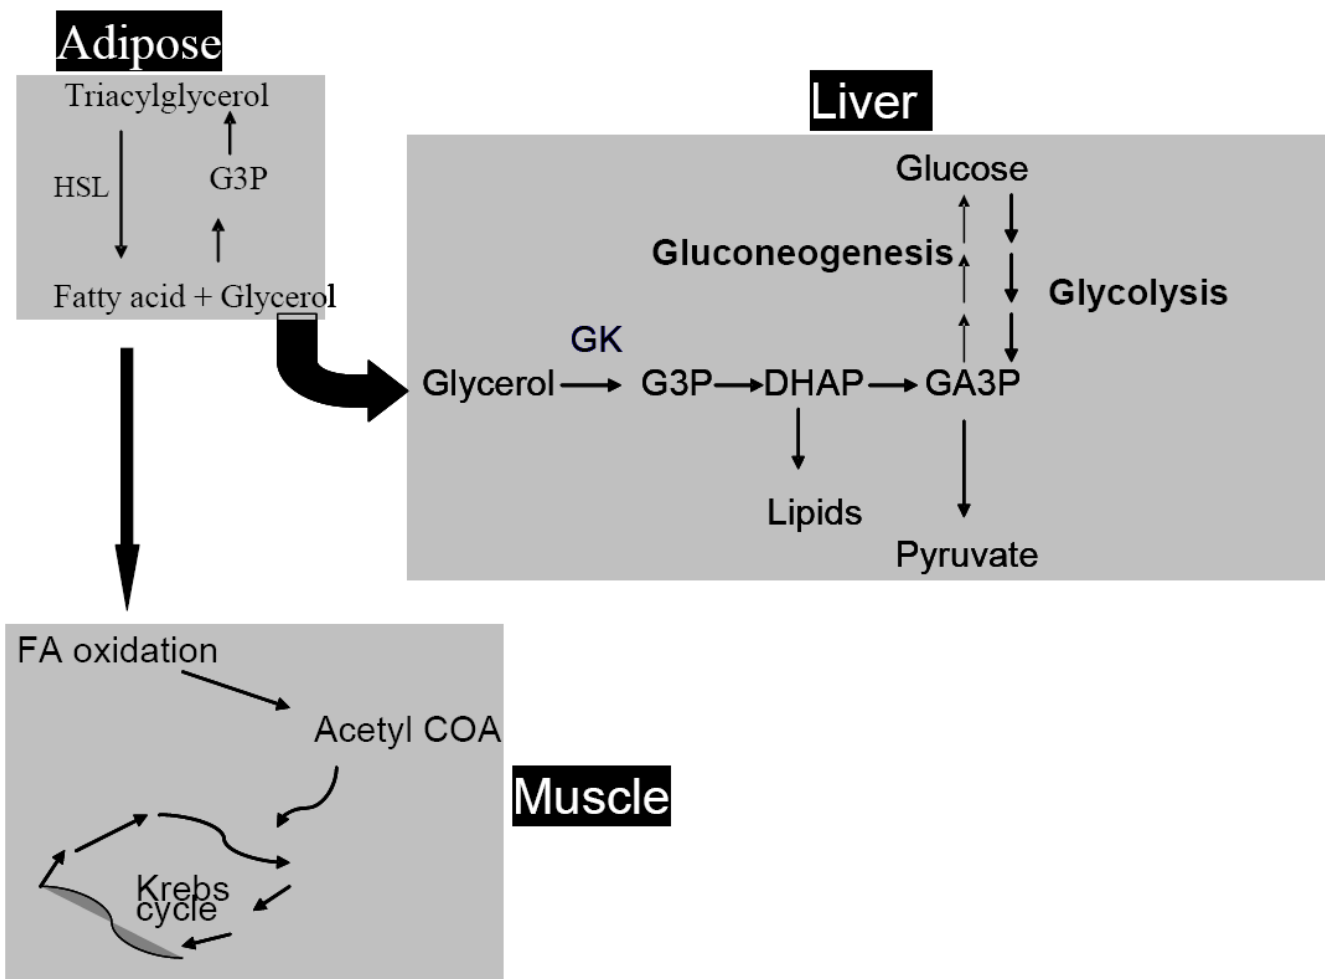 Adipose
Triacylglycerol
HSL
G3P
Fatty acid + Glycerol
Liver
Glucose
Gluconeogenesis
Glycolysis
GK
Glycerol
G3P
DHAP
GA3P
Lipids
Pyruvate
FA oxidation
Acetyl COA
Muscle
Krebs
cycle